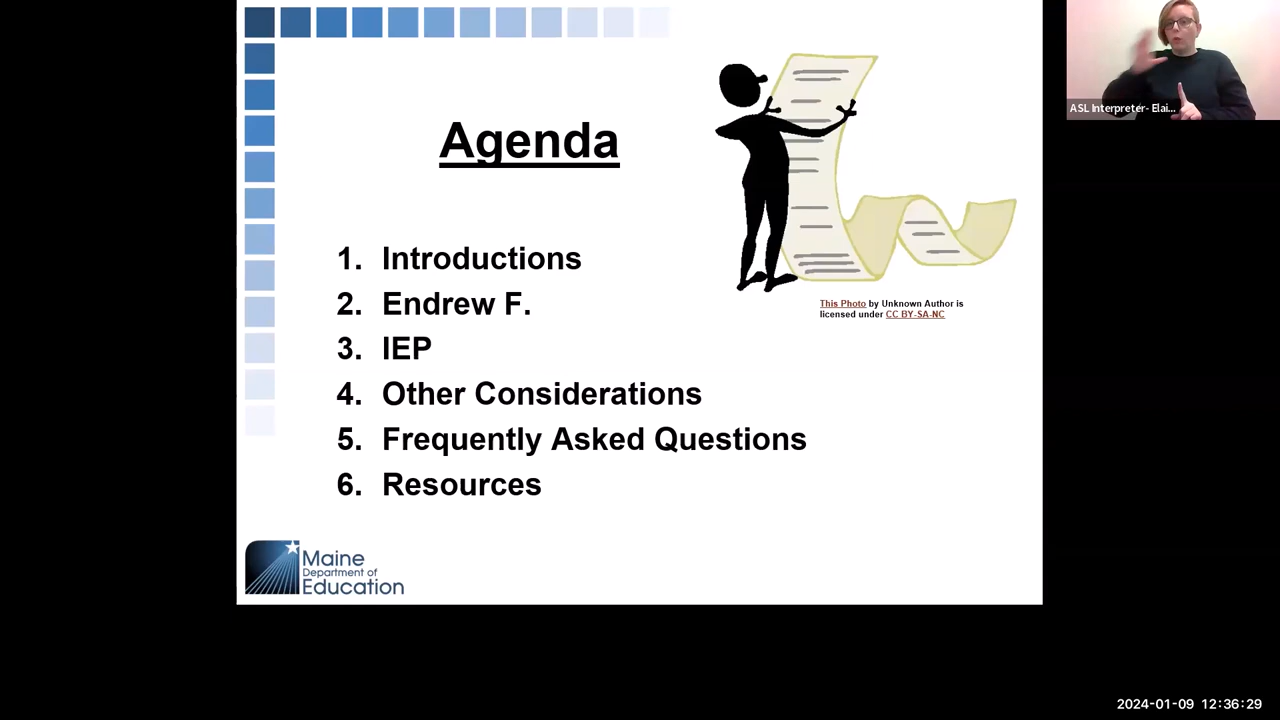 ASL Interpreter- Elai...
Agenda
1. Introductions
2. Endrew F.
3. IEP
4. Other Considerations
5. Frequently Asked Questions
6. Resources
This Photo by Unknown Author is
licensed under CC BY-SA-NC
Maine
Department of
Education
2024-01-09 12:36:29